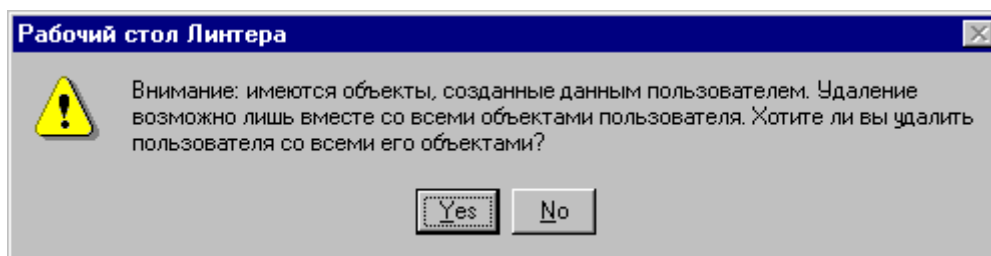 Рабочий стол Линтера
Внимание: имеются объекты, созданные данным пользователем. Удаление
возможно лишь вместе со всеми объектами пользователя. Хотите ли вы удалить
пользователя со всеми его объектами?
Yes No